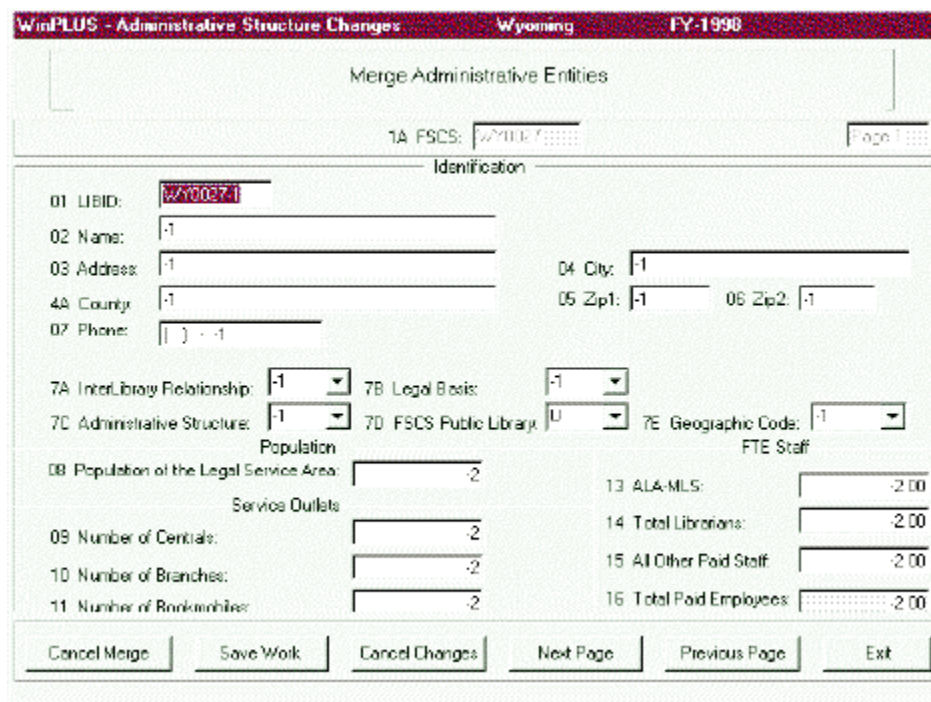 WinPLUS - Administrative Structure Changes Wyoming FY-1998
Merge Administrative Entities
1A FSCS: WY0027 Page 1
Identification
01 LIBID: WY0027-1
02 Name: -1
03 Address: -1 04 City: -1
4A County: -1 05 Zip1: -1 06 Zip2: -1
07 Phone: ( ) - -1
7A InterLibrary Relationship: -1 7B Legal Basis: -1
7C Administrative Structure: -1 7D FSCS Public Library: U 7E Geographic Code: -1
Population FTE Staff
08 Population of the Legal Service Area: -2
13 ALA-MLS: -2.00
Service Outlets
14 Total Librarians: -2.00
09 Number of Centrals: -2
15 All Other Paid Staff: -2.00
10 Number of Branches: -2
16 Total Paid Employees: -2.00
11 Number of Bookmobiles: -2
Cancel Merge Save Work Cancel Changes Next Page Previous Page Exit